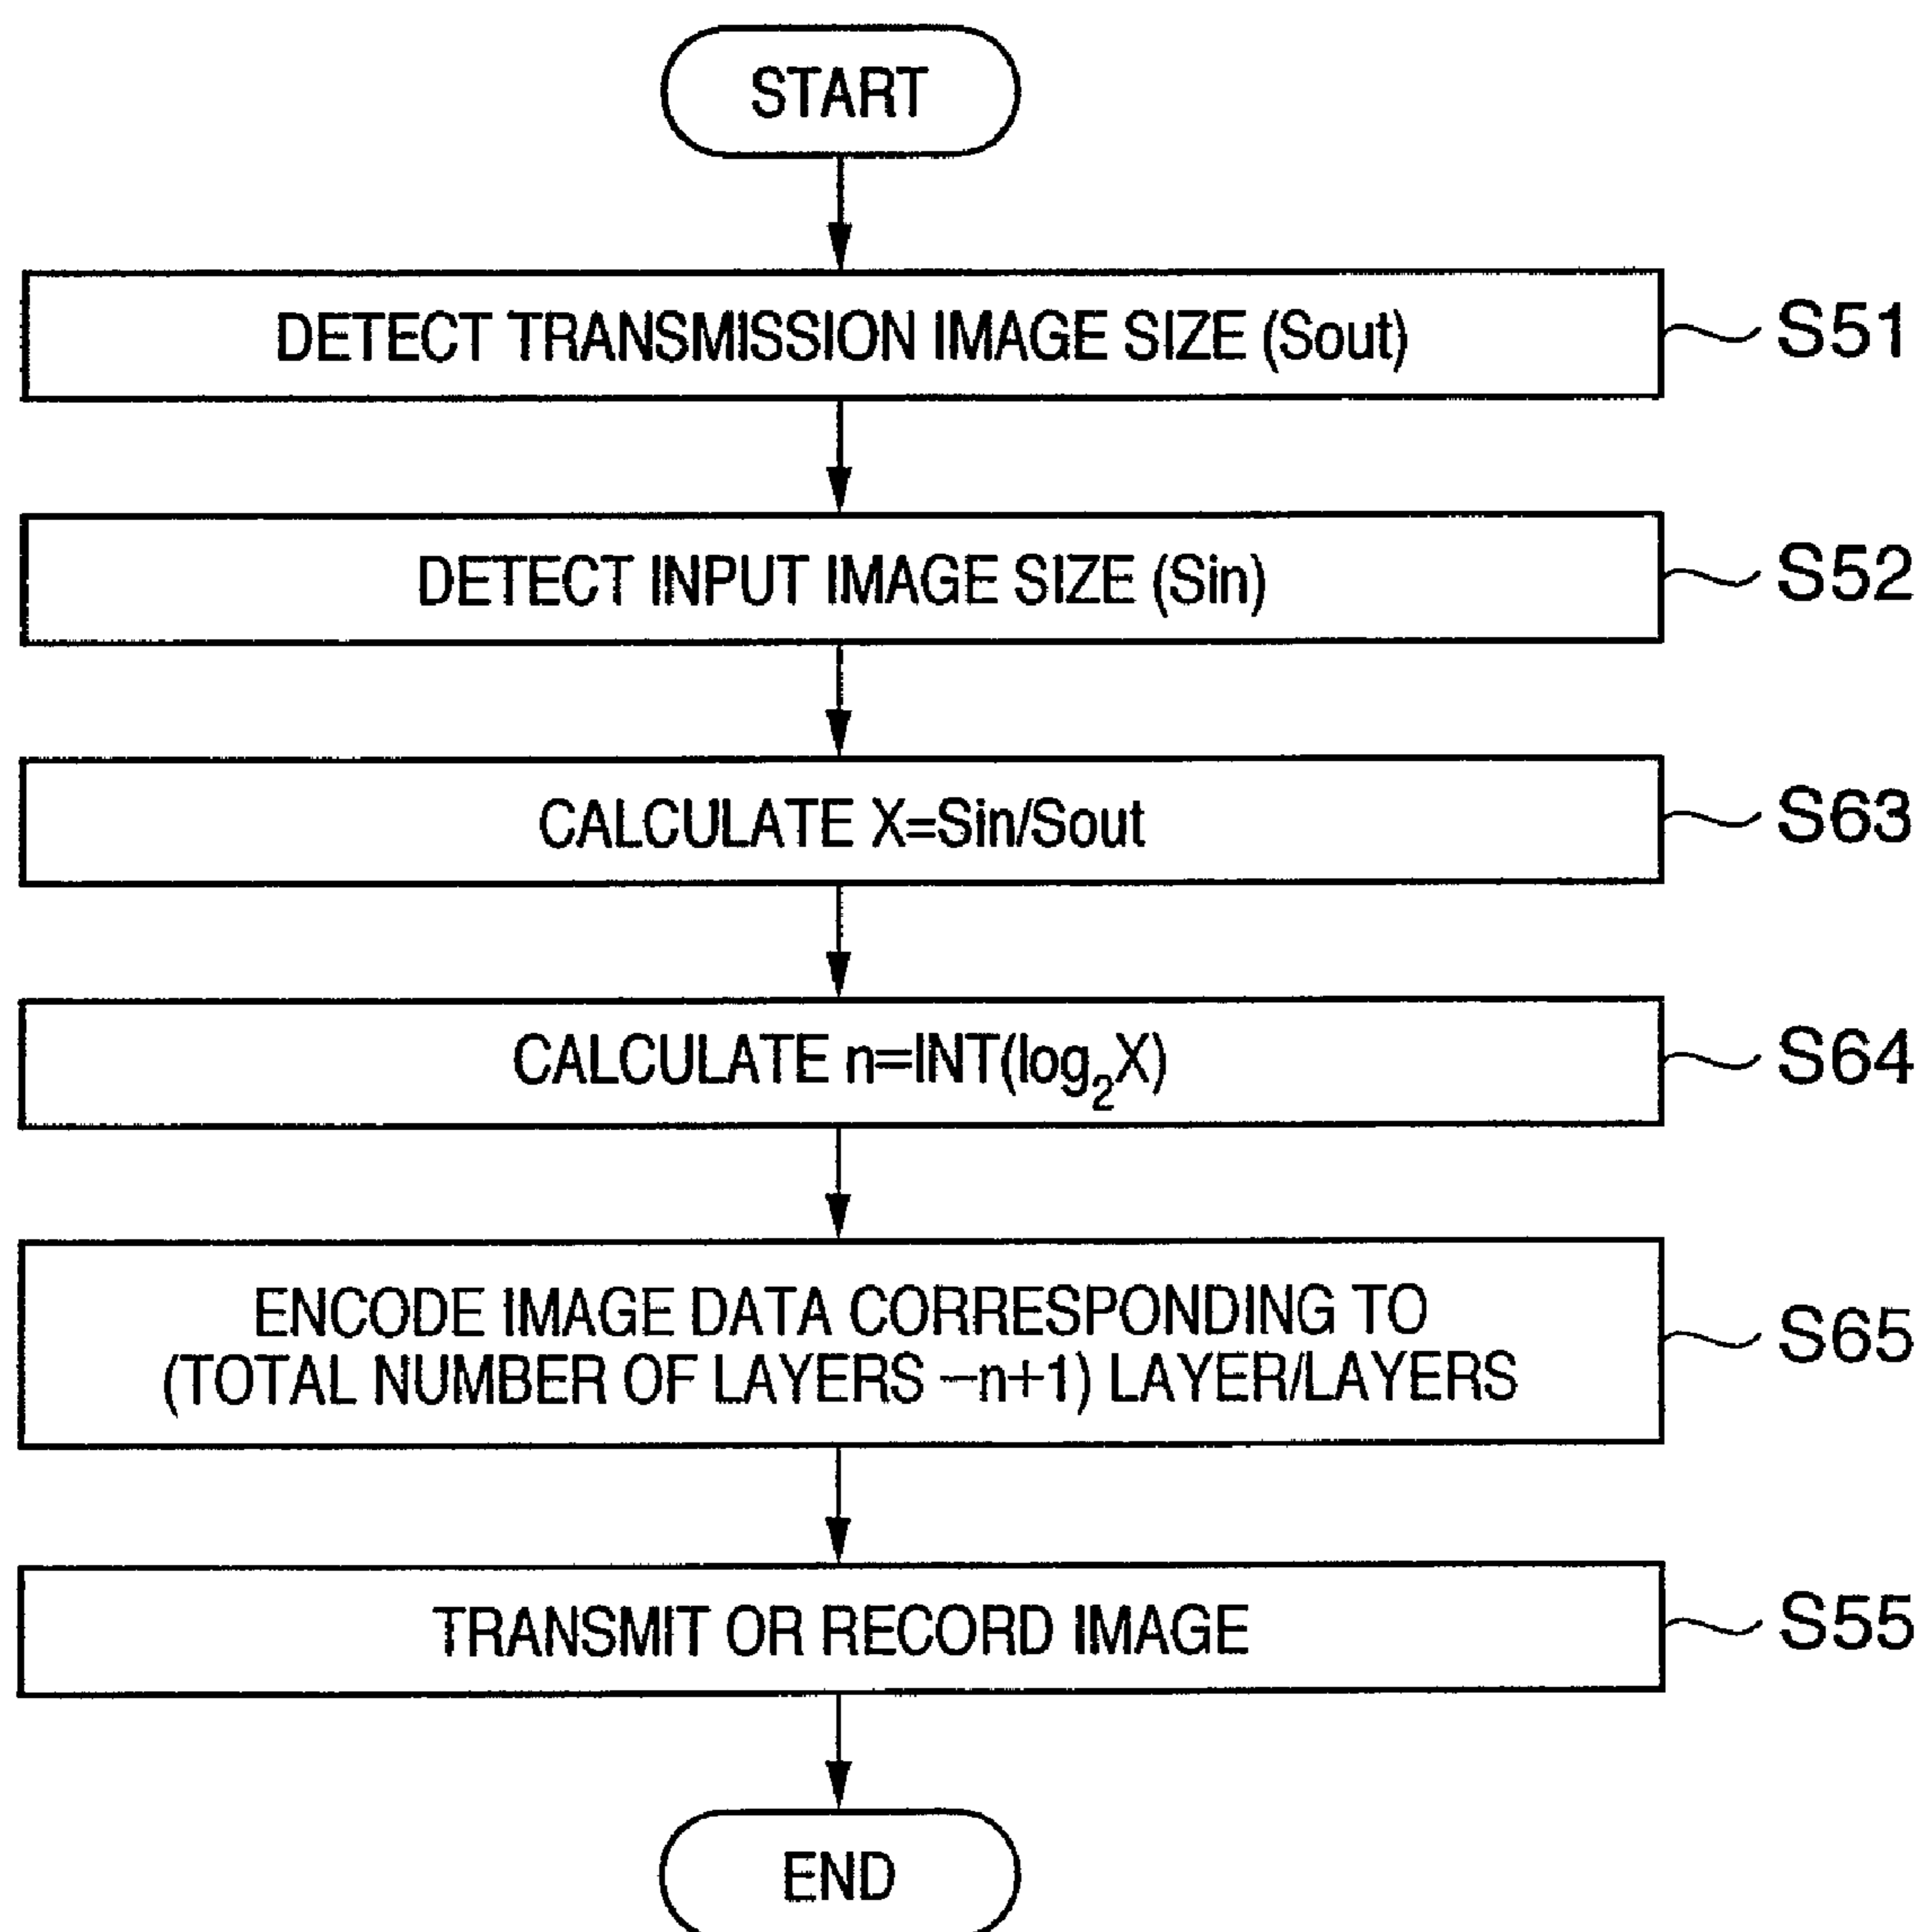 START
DETECT TRANSMISSION IMAGE SIZE (Sout)
S51
DETECT INPUT IMAGE SIZE (Sin)
S52
CALCULATE X=Sin/Sout
S63
CALCULATE n=INT(log₂X)
S64
ENCODE IMAGE DATA CORRESPONDING TO
(TOTAL NUMBER OF LAYERS –n+1) LAYER/LAYERS
S65
TRANSMIT OR RECORD IMAGE
S55
END